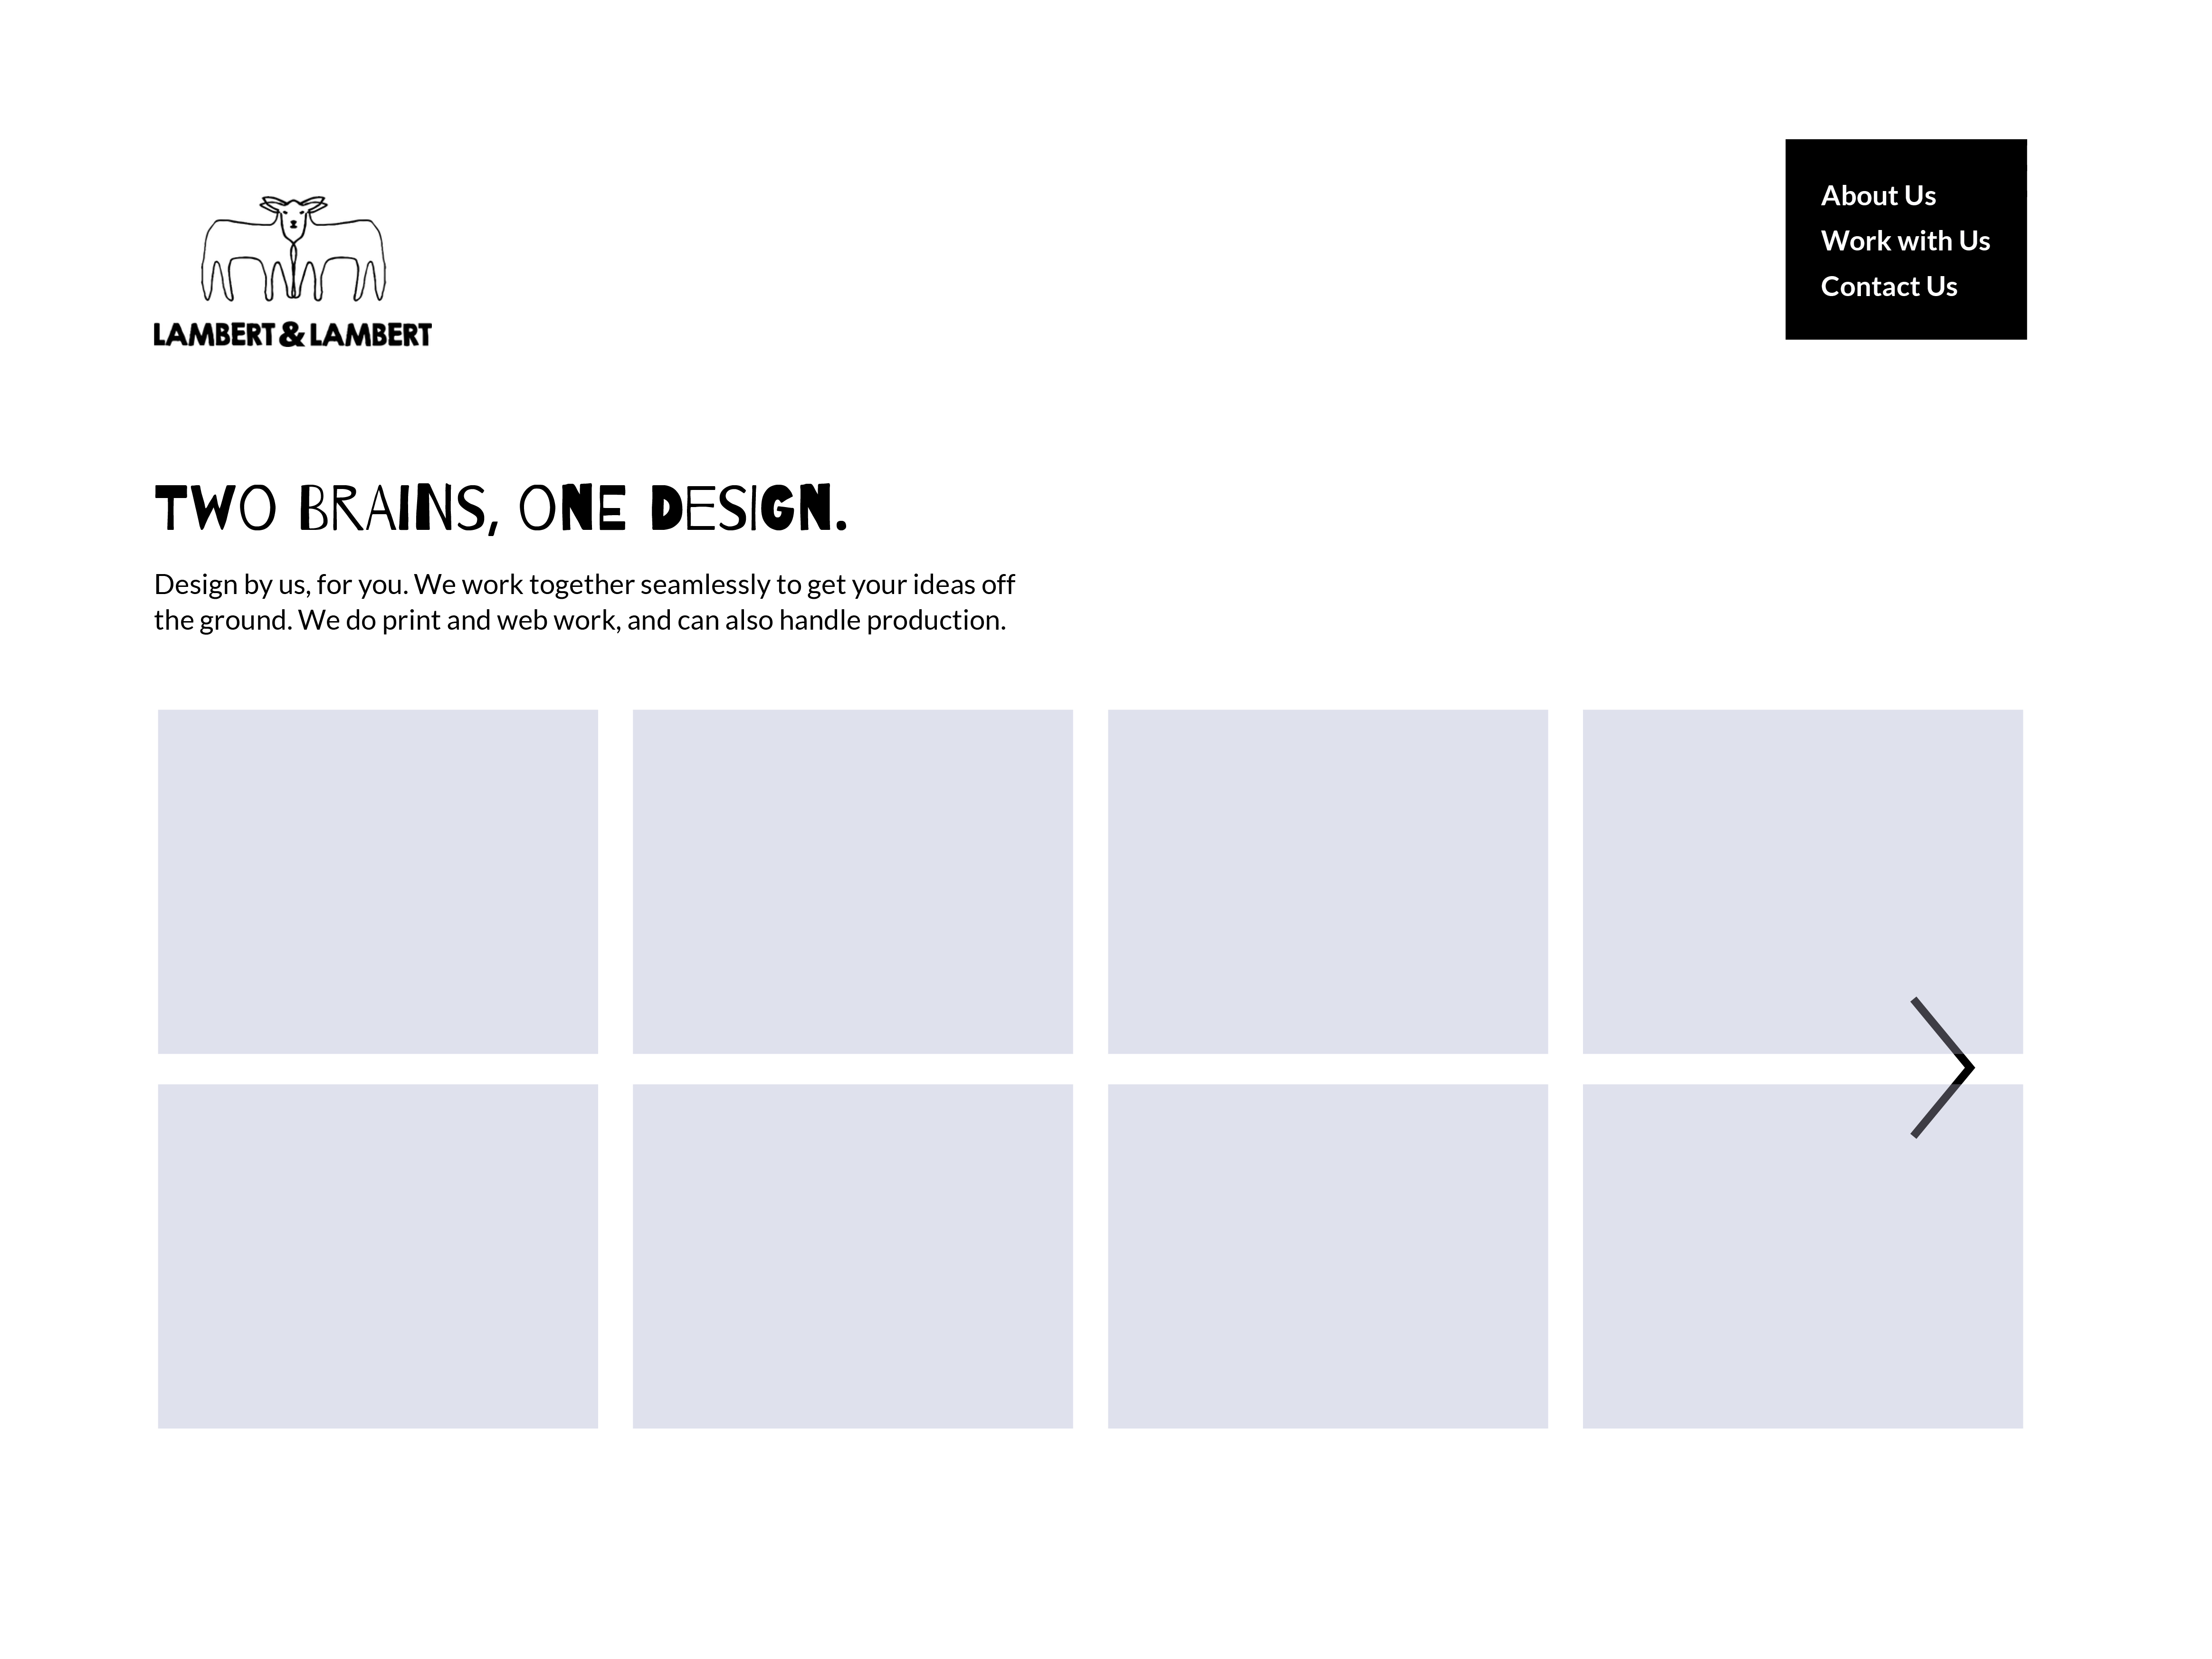 LAMBERT & LAMBERT
About Us
Work with Us
Contact Us
TWO BRAINS, ONE DESIGN.
Design by us, for you. We work together seamlessly to get your ideas off
the ground. We do print and web work, and can also handle production.